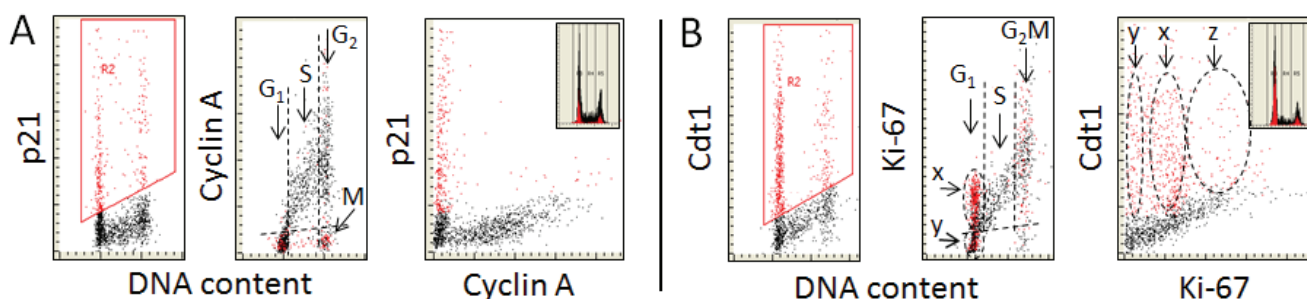 A
R2
p21
DNA content
Cyclin A
G1
S
G2
M
p21
Cyclin A
B
R2
Cdt1
DNA content
Ki-67
G1
S
G2M
x
y
Cdt1
y
x
z
Ki-67